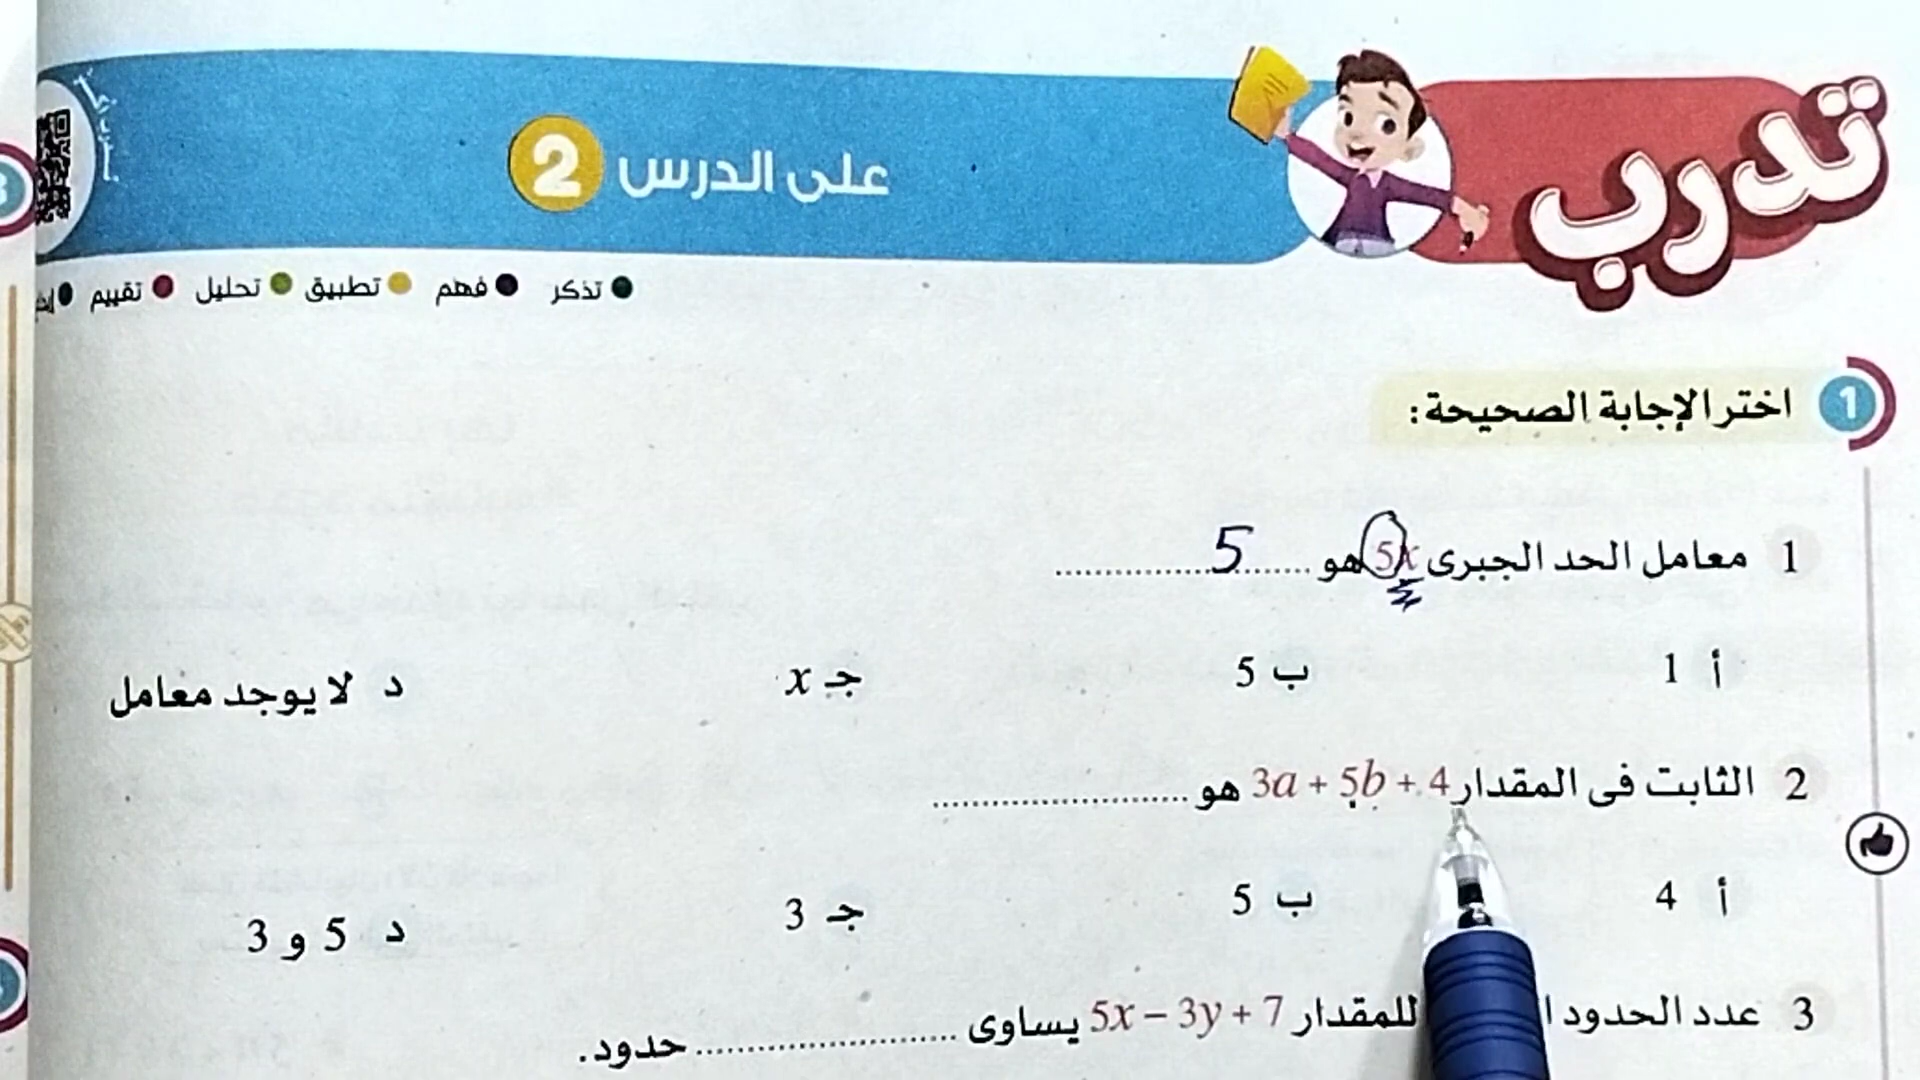 تدرب
على الدرس 2
تذكر فهم تطبيق تحليل تقييم
1 اختر الإجابة الصحيحة:
1 معامل الحد الجبرى 5x هو ........ 5 ........
أ 1 ب 5 جـ x د لا يوجد معامل
2 الثابت فى المقدار 3a + 5b + 4 هو ........
أ 4 ب 5 جـ 3 د 5 و 3
3 عدد الحدود للمقدار 5x − 3y + 7 يساوى ........ حدود.